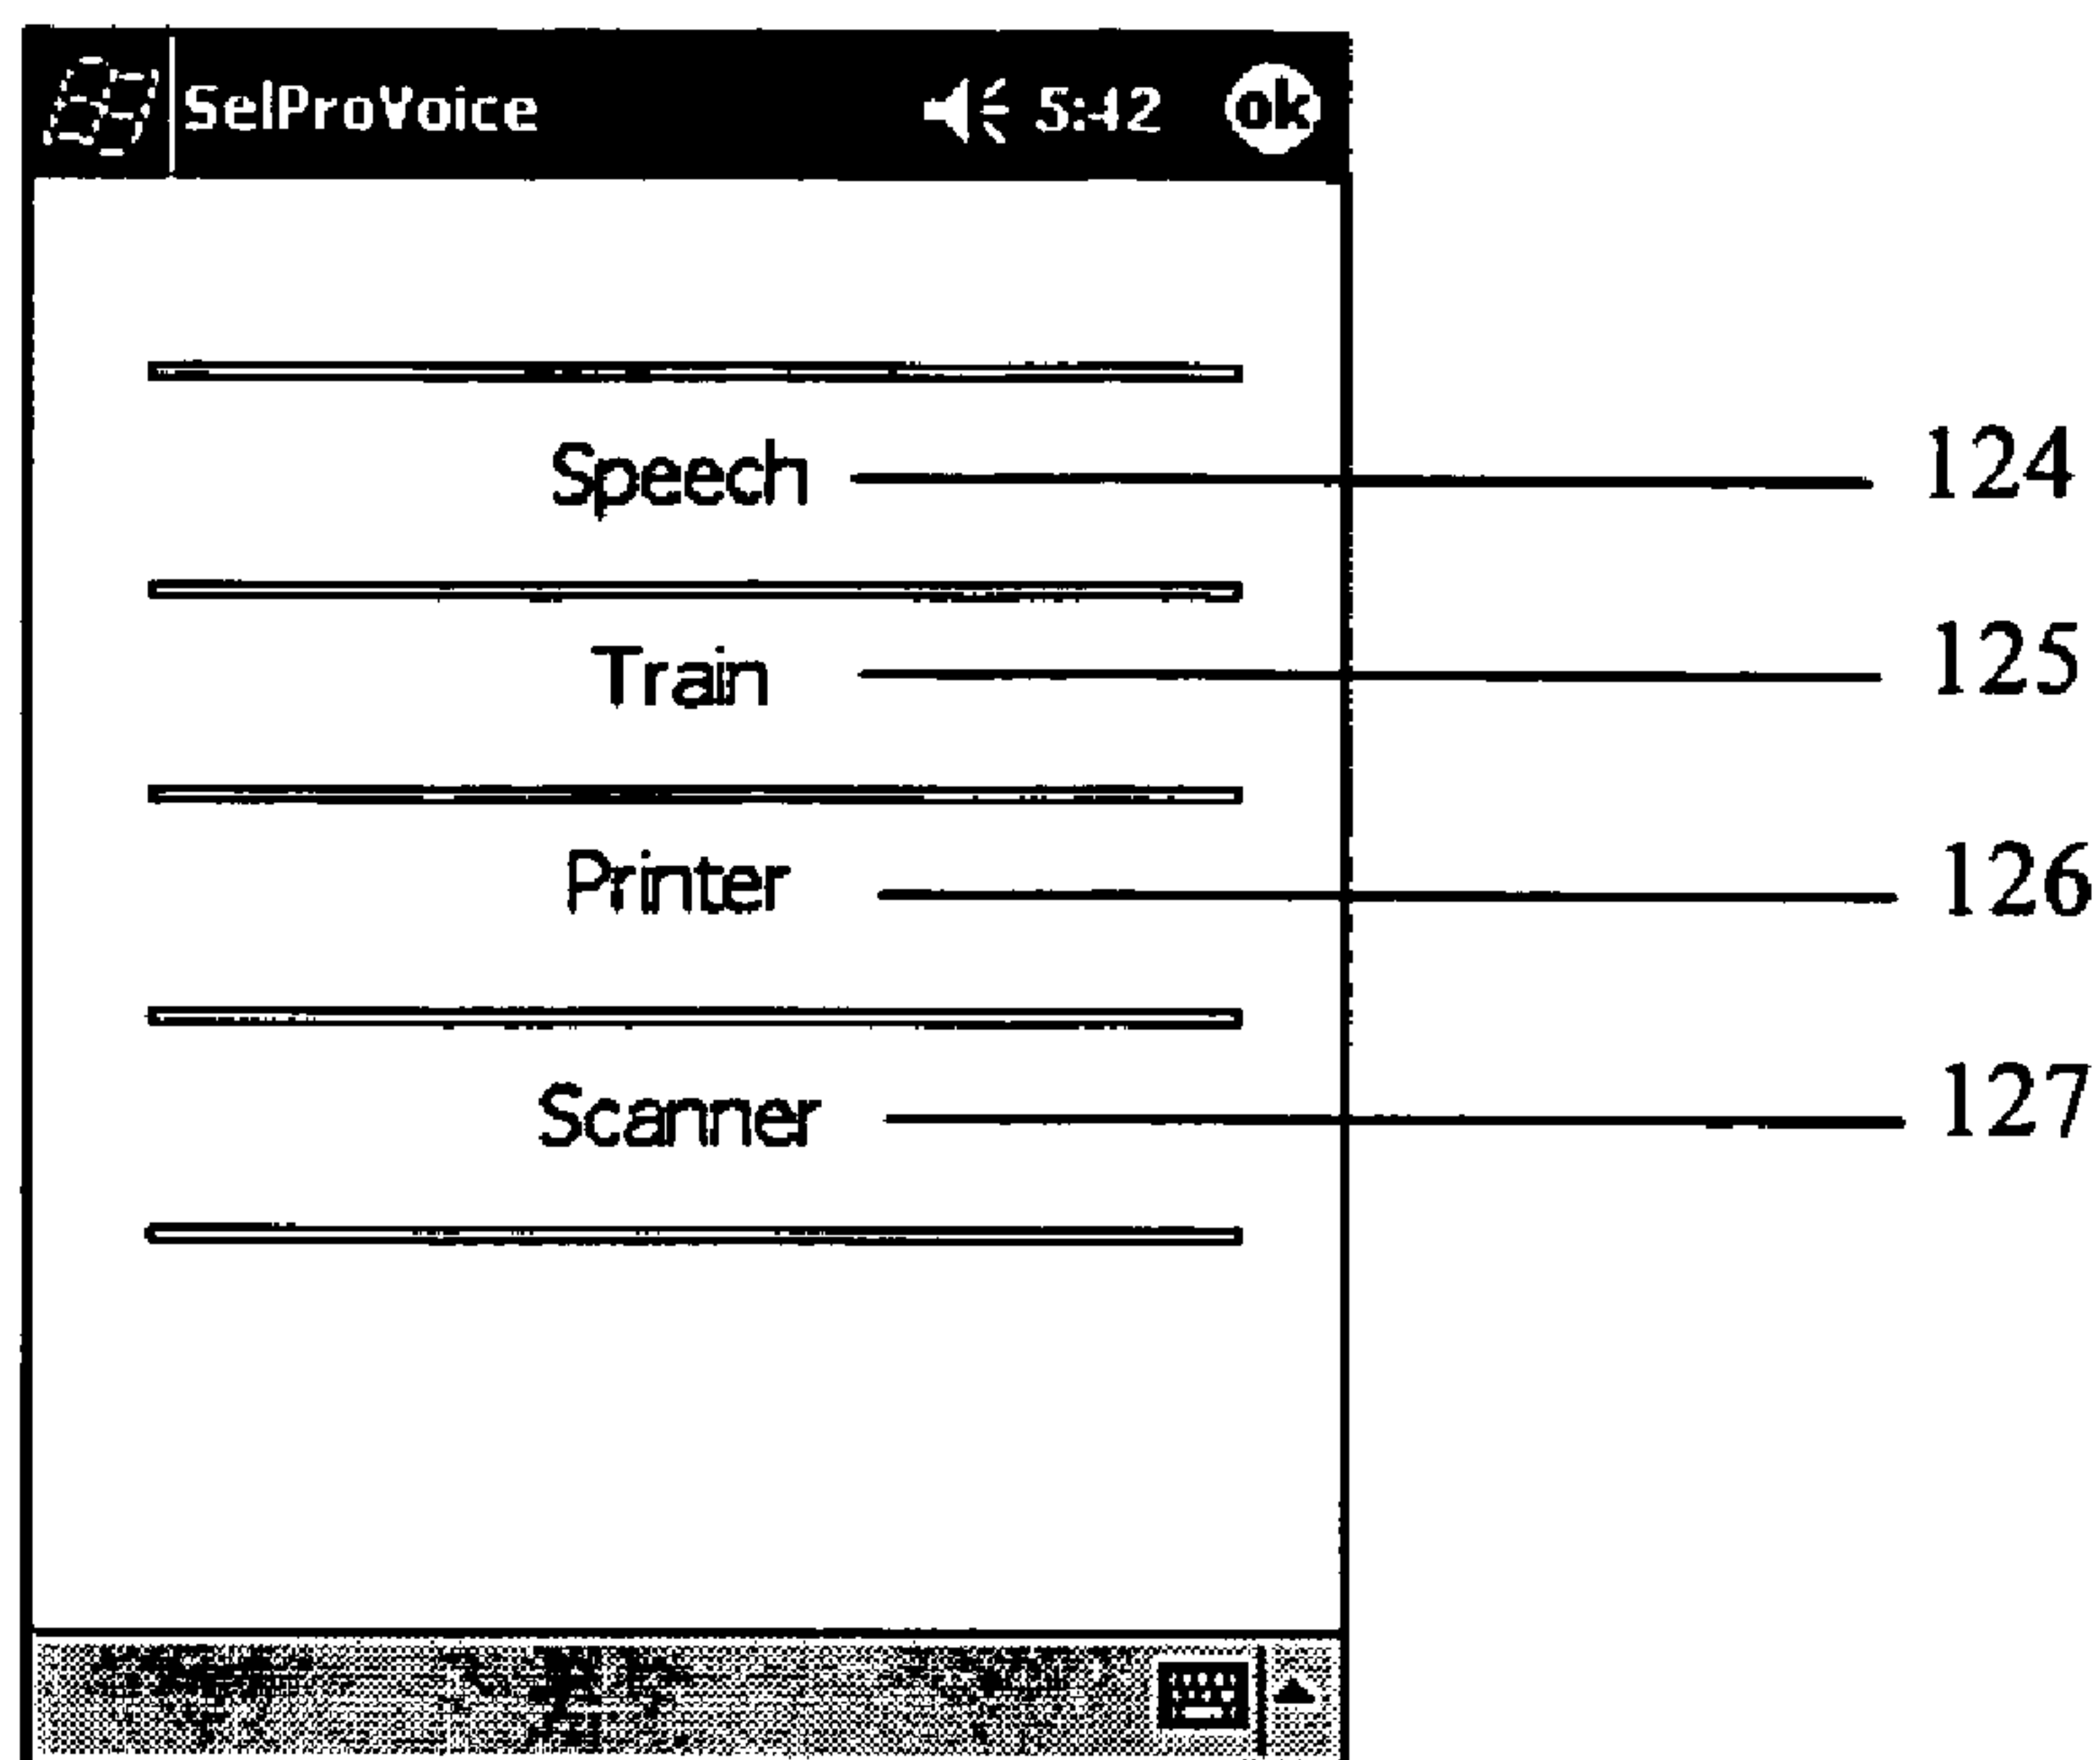 SelProVoice 5:42 ok
Speech 124
Train 125
Printer 126
Scanner 127